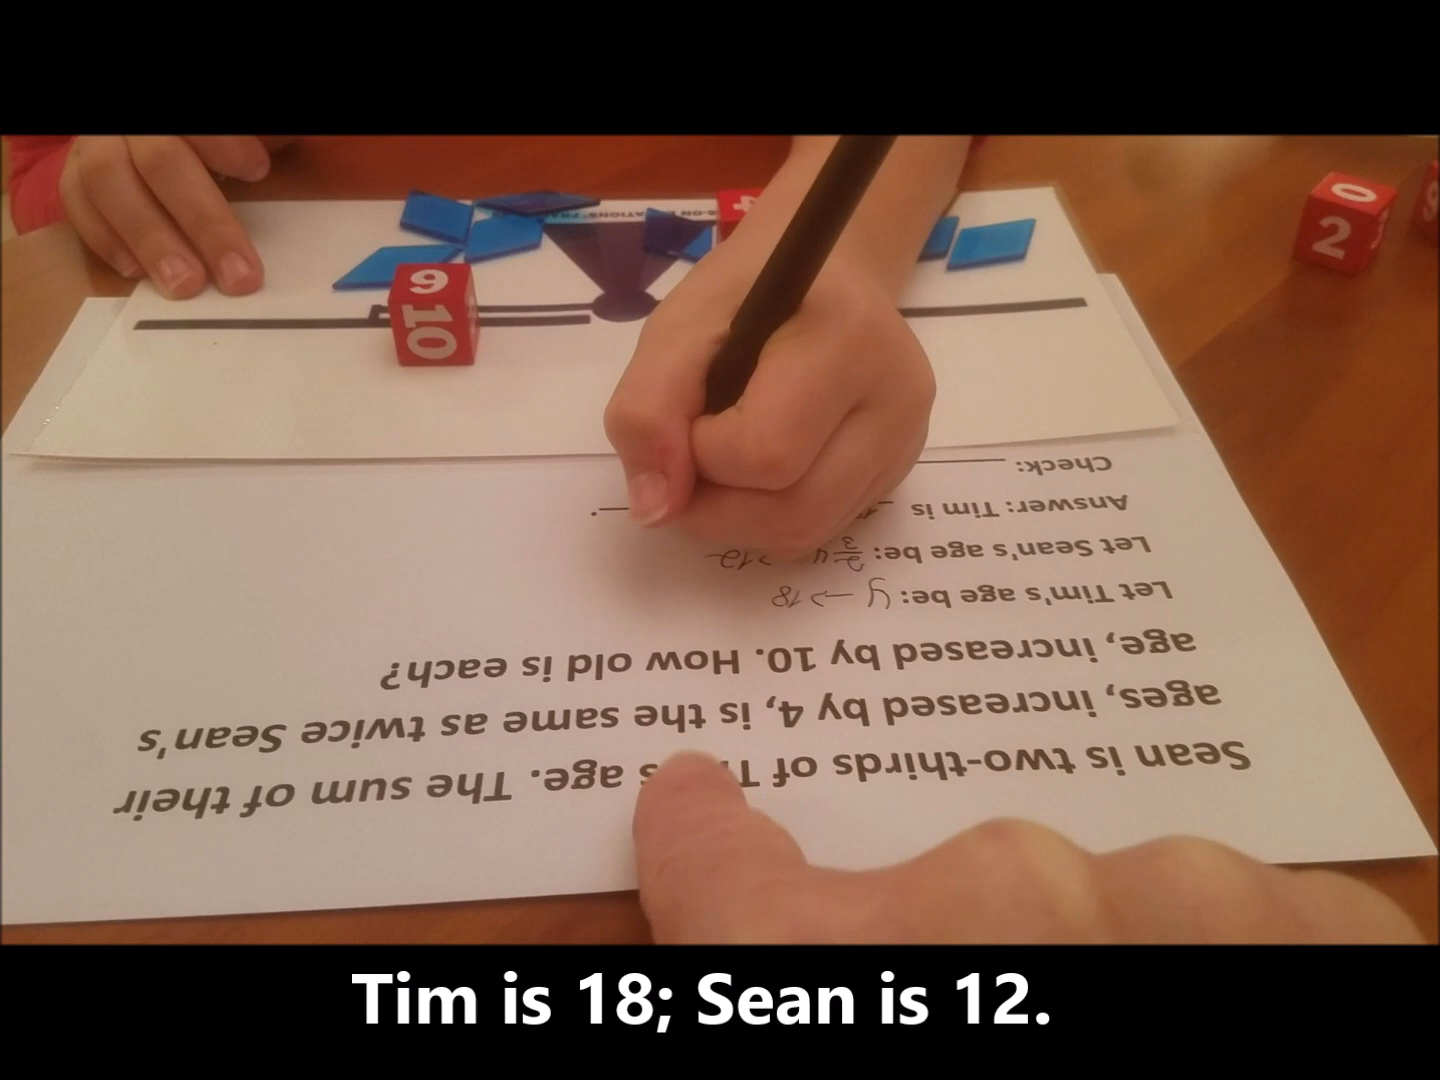 Sean is two-thirds of age. The sum of their
ages, increased by 4, is the same as twice Sean's
age, increased by 10. How old is each?
Let Tim's age be: y -> 18
Let Sean's age be: 2/3 y > 12
Answer: Tim is
Check:
9
10
0
2
Tim is 18; Sean is 12.